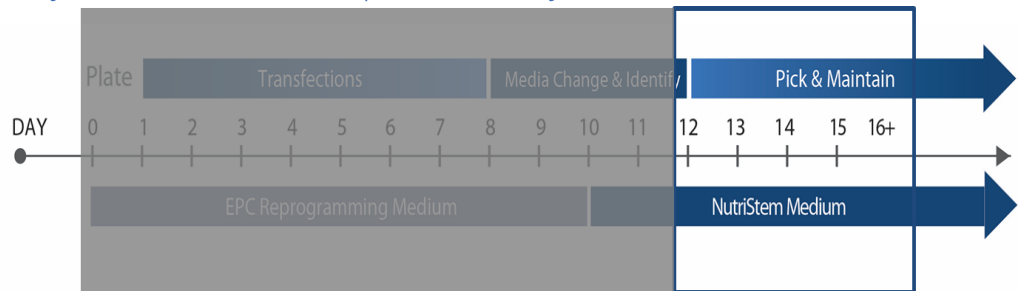 Plate Transfections Media Change & Identify Pick & Maintain
DAY 0 1 2 3 4 5 6 7 8 9 10 11 12 13 14 15 16+
EPC Reprogramming Medium NutriStem Medium